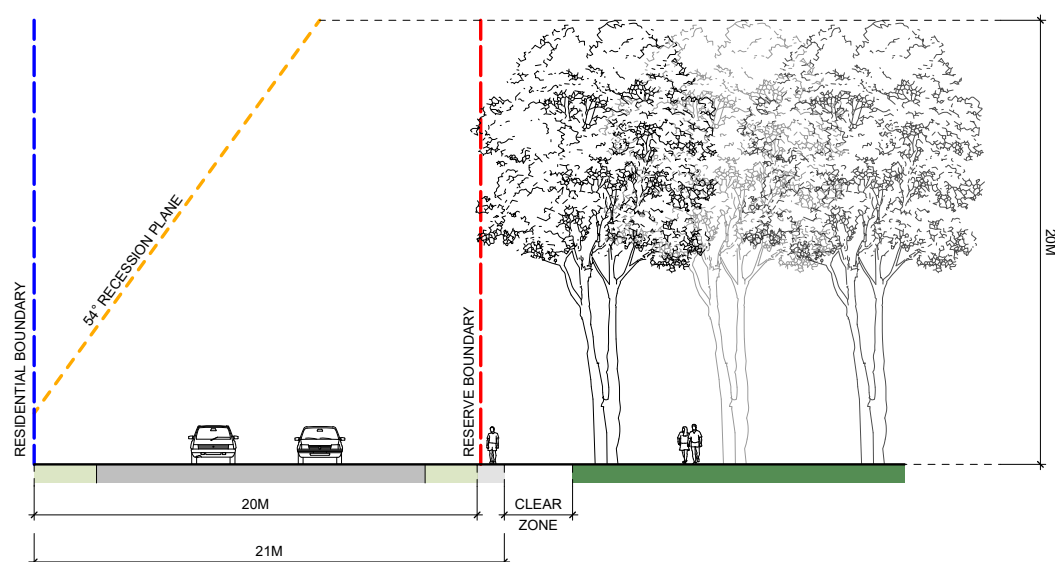 RESIDENTIAL BOUNDARY
54° RECESSION PLANE
RESERVE BOUNDARY
20M
20M
CLEAR
ZONE
21M